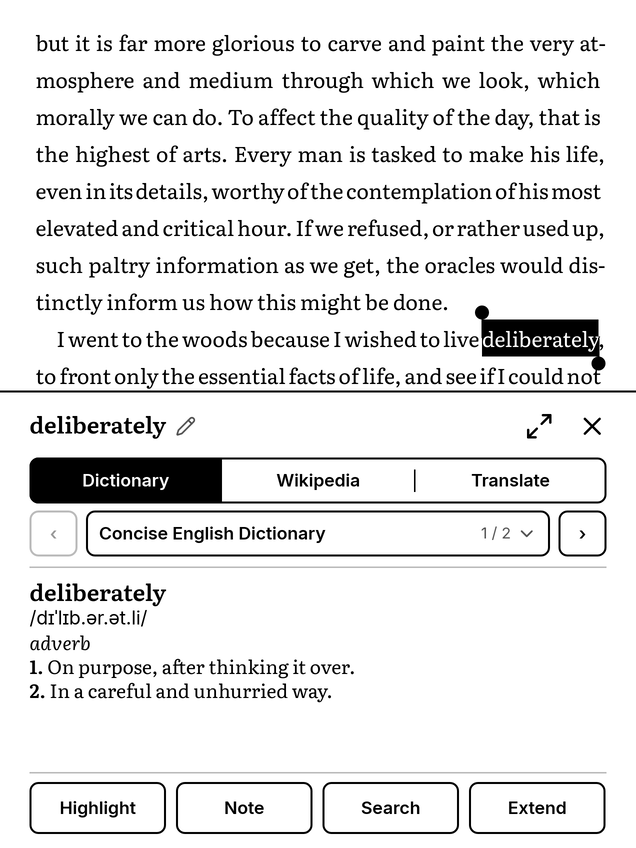 but it is far more glorious to carve and paint the very at-
mosphere and medium through which we look, which
morally we can do. To affect the quality of the day, that is
the highest of arts. Every man is tasked to make his life,
even in its details, worthy of the contemplation of his most
elevated and critical hour. If we refused, or rather used up,
such paltry information as we get, the oracles would dis-
tinctly inform us how this might be done.
I went to the woods because I wished to live deliberately,
to front only the essential facts of life, and see if I could not
deliberately
Dictionary Wikipedia Translate
‹ Concise English Dictionary 1 / 2 ›
deliberately
/dɪˈlɪb.ər.ət.li/
adverb
1. On purpose, after thinking it over.
2. In a careful and unhurried way.
Highlight Note Search Extend